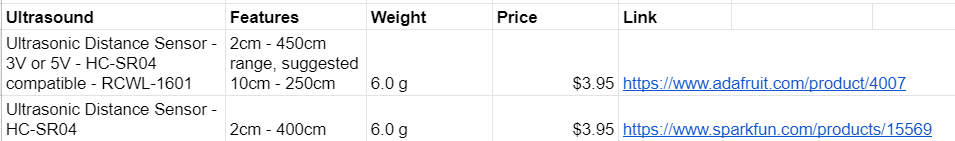 Ultrasound Features Weight Price Link
Ultrasonic Distance Sensor - 2cm - 450cm
3V or 5V - HC-SR04 range, suggested
compatible - RCWL-1601 10cm - 250cm 6.0 g $3.95 https://www.adafruit.com/product/4007
Ultrasonic Distance Sensor -
HC-SR04 2cm - 400cm 6.0 g $3.95 https://www.sparkfun.com/products/15569